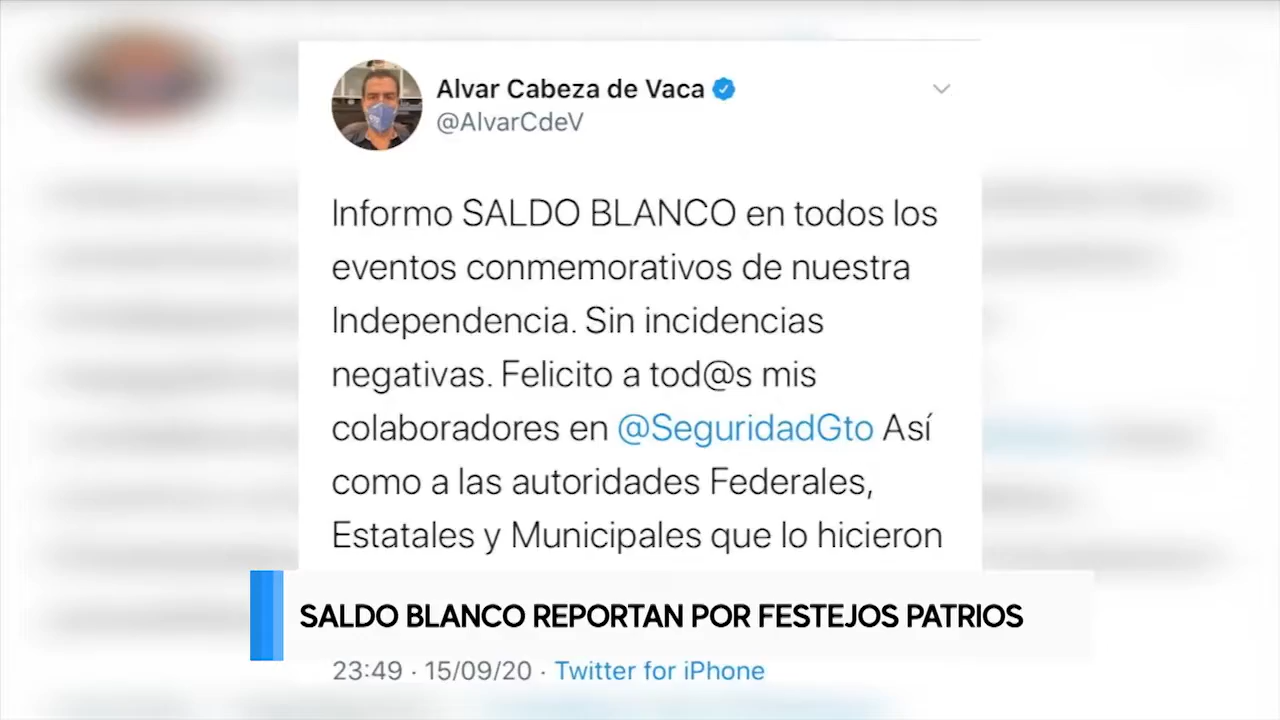 Alvar Cabeza de Vaca
@AlvarCdeV
Informo SALDO BLANCO en todos los
eventos conmemorativos de nuestra
Independencia. Sin incidencias
negativas. Felicito a tod@s mis
colaboradores en @SeguridadGto Así
como a las autoridades Federales,
Estatales y Municipales que lo hicieron
SALDO BLANCO REPORTAN POR FESTEJOS PATRIOS
23:49 · 15/09/20 · Twitter for iPhone